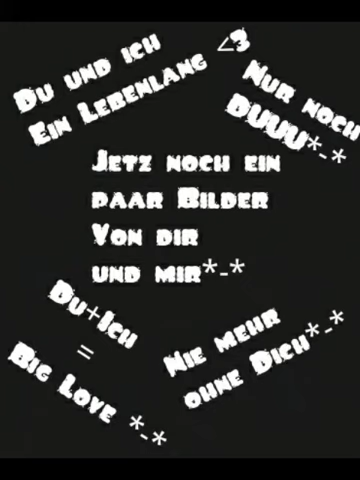 Du und ich
Ein Lebenlang <3
Nur noch
DUUU*-*
Jetz noch ein
paar Bilder
Von dir
und mir*-*
Du+Ich
=
Big Love *-*
Nie mehr
ohne Dich*-*